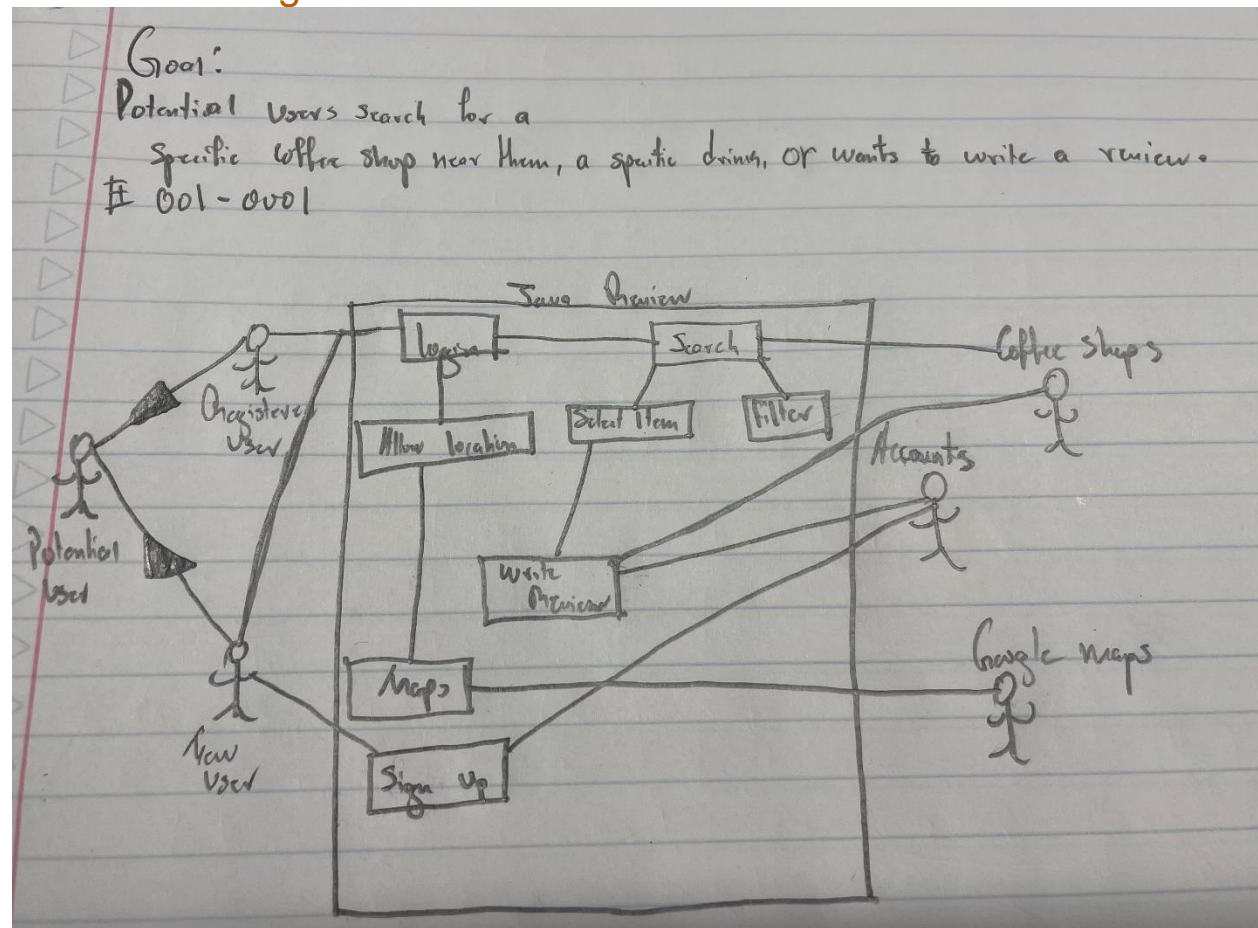 Goal:
Potential users search for a
specific coffee shop near them, a specific drink, or wants to write a review.
001-0001
Java Review
Login
Search
Coffee shops
Registered
User
Allow location
Select Item
Filter
Accounts
Potential
User
Write
Review
Maps
Google maps
New
User
Sign Up